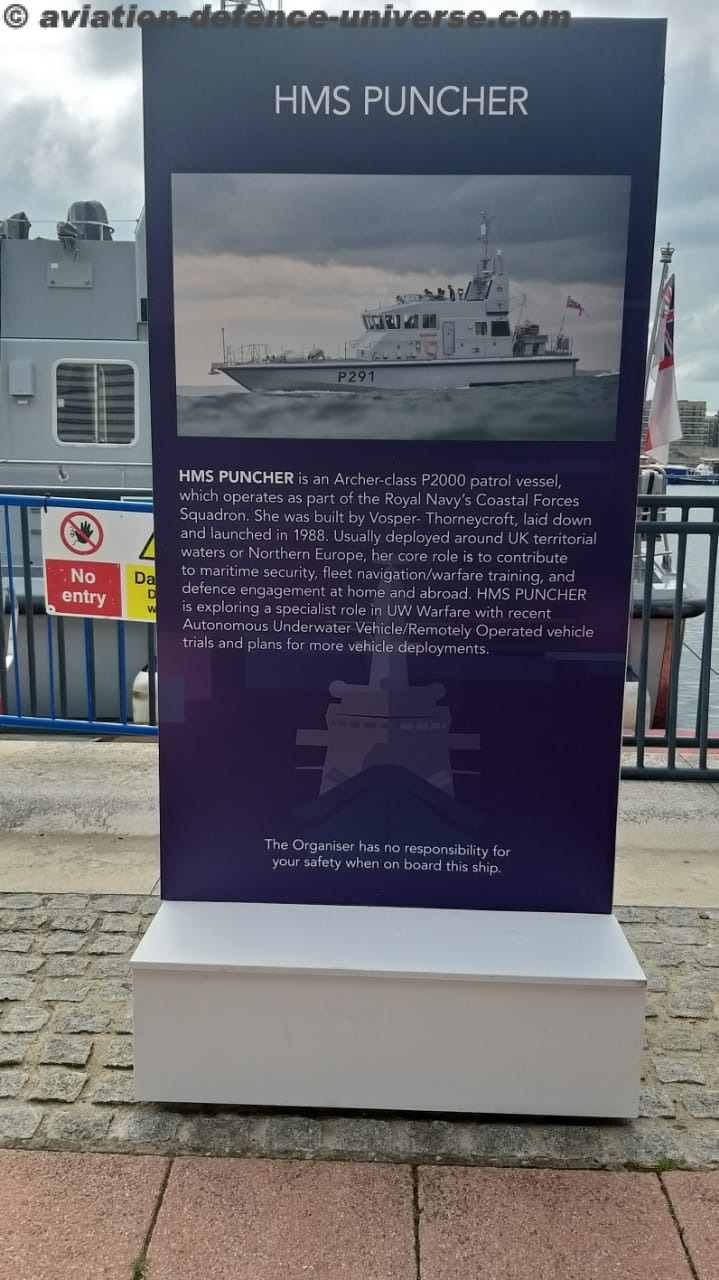 © aviation-defence-universe.com
HMS PUNCHER
P291
HMS PUNCHER is an Archer-class P2000 patrol vessel,
which operates as part of the Royal Navy's Coastal Forces
Squadron. She was built by Vosper- Thorneycroft, laid down
and launched in 1988. Usually deployed around UK territorial
waters or Northern Europe, her core role is to contribute
to maritime security, fleet navigation/warfare training, and
defence engagement at home and abroad. HMS PUNCHER
is exploring a specialist role in UW Warfare with recent
Autonomous Underwater Vehicle/Remotely Operated vehicle
trials and plans for more vehicle deployments.
No
entry
Da
D
w
The Organiser has no responsibility for
your safety when on board this ship.